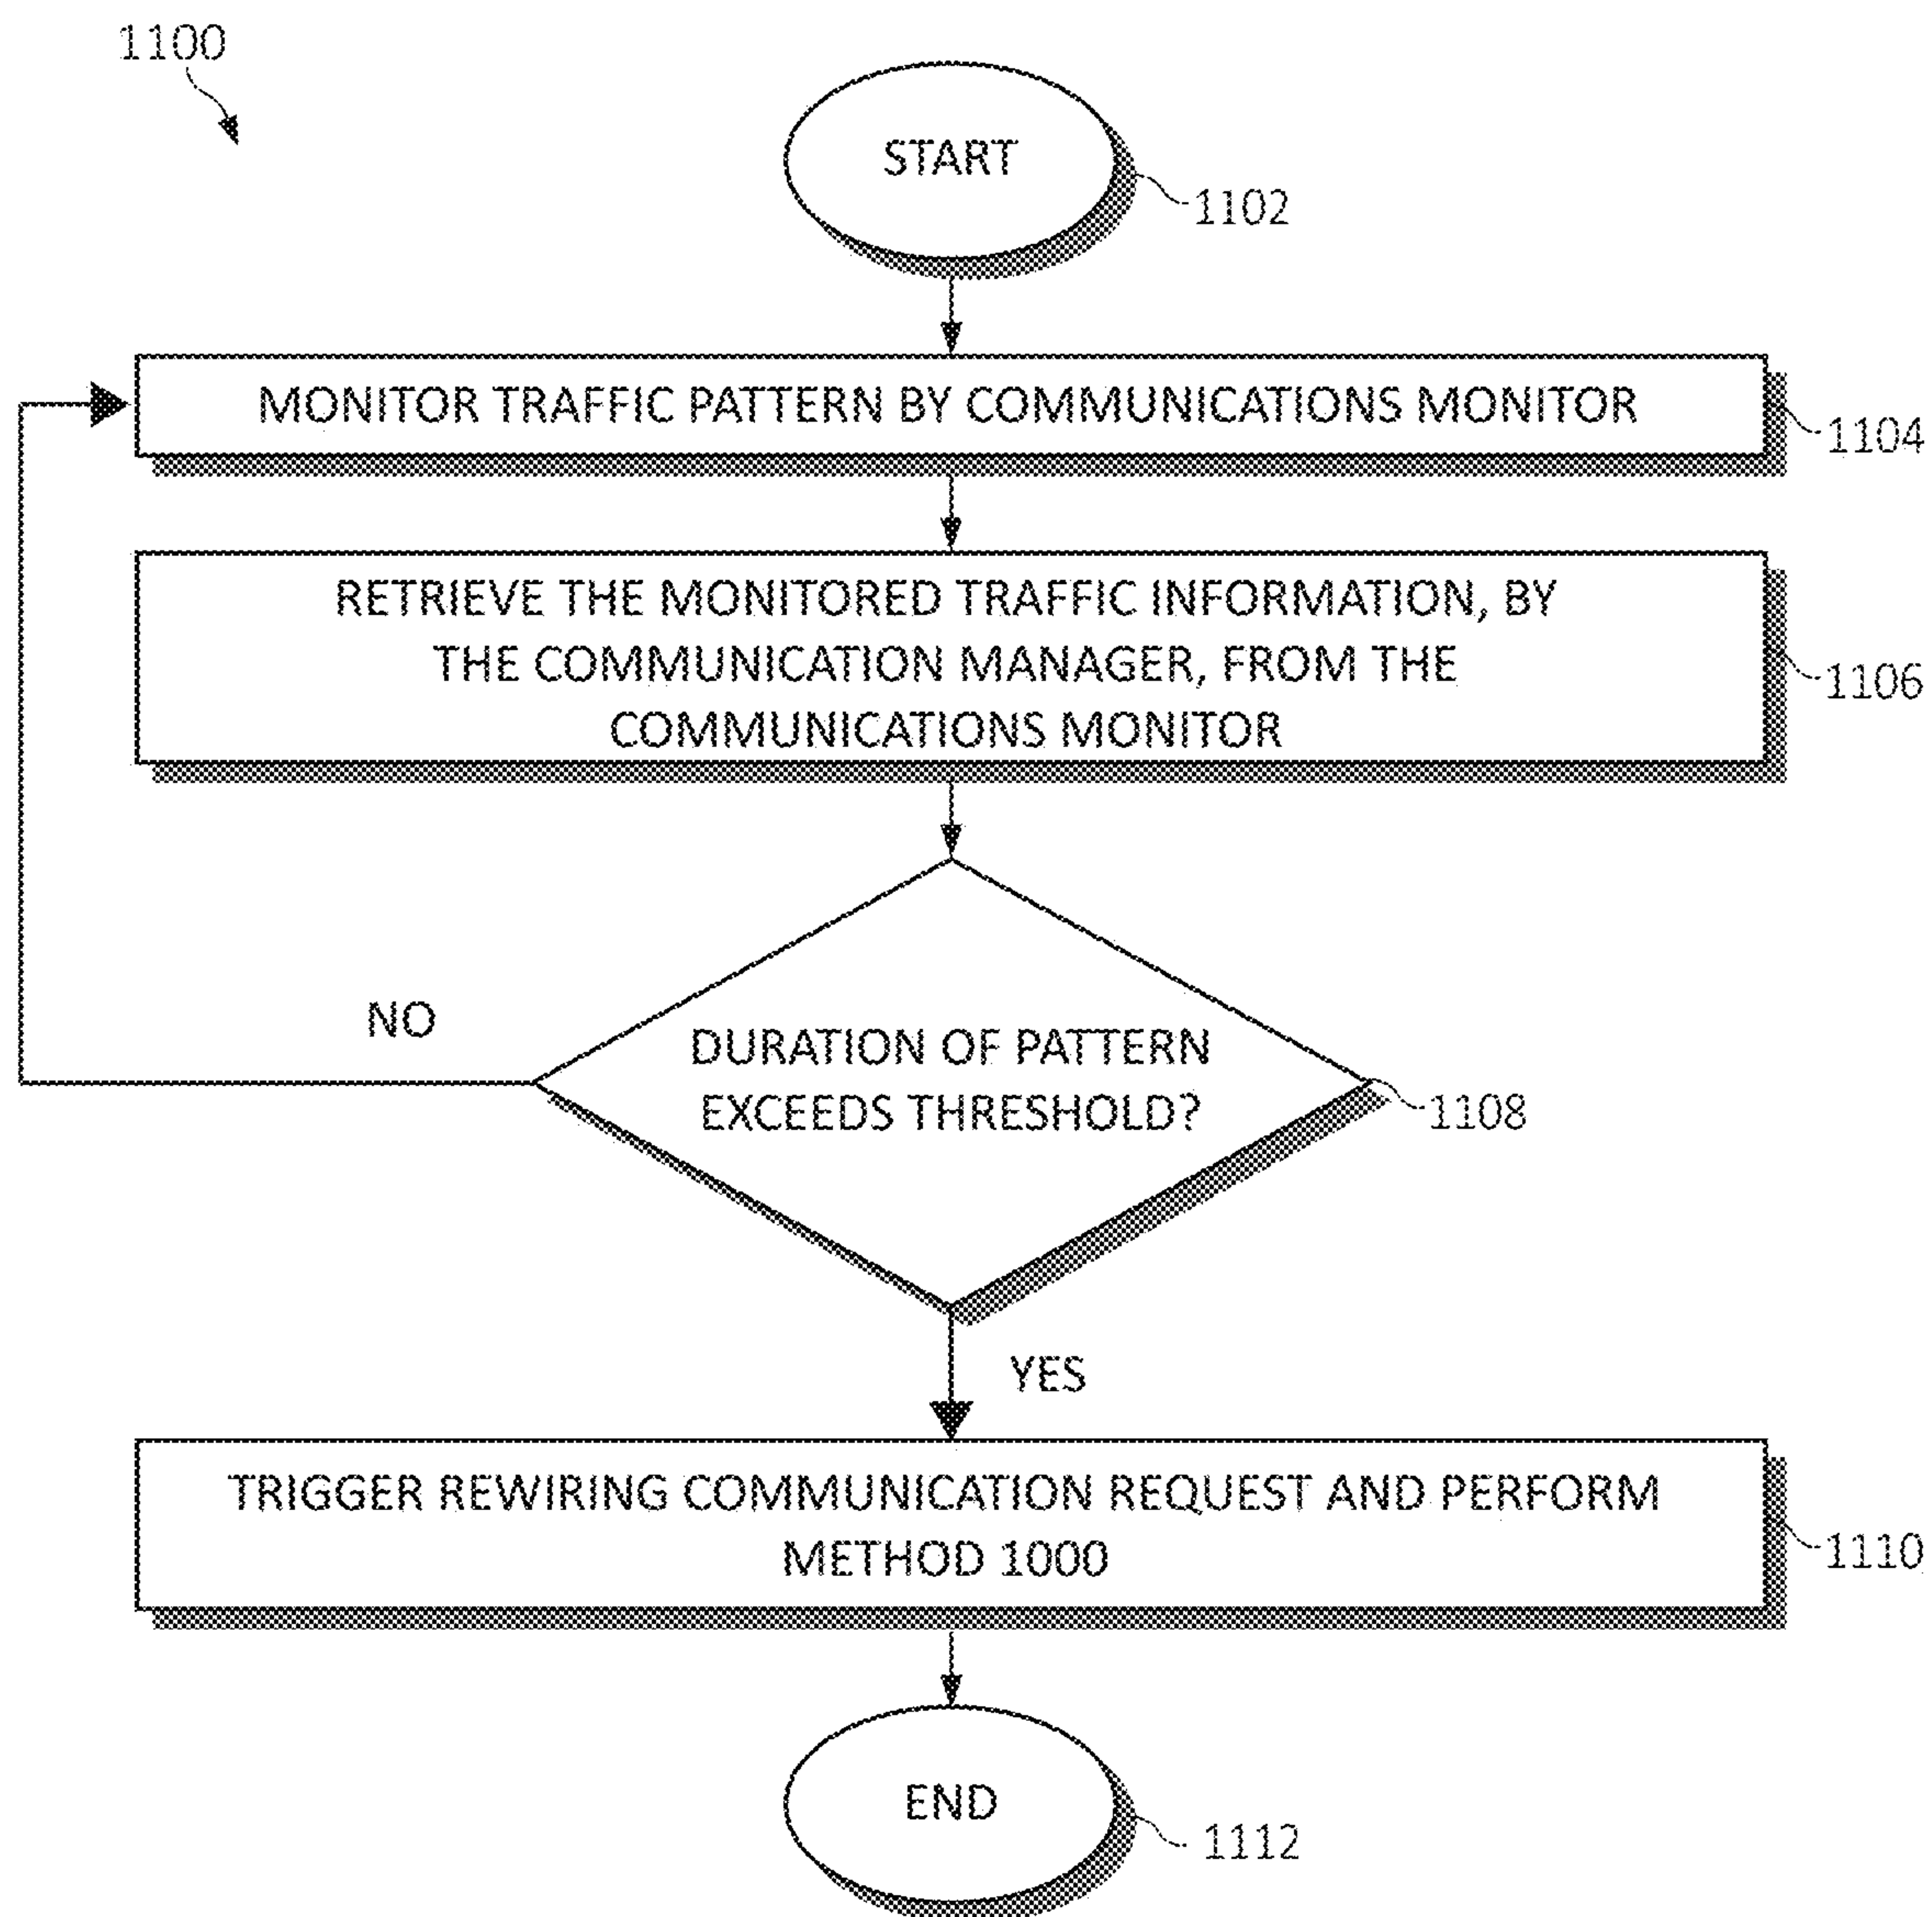 1100
START
1102
MONITOR TRAFFIC PATTERN BY COMMUNICATIONS MONITOR
1104
RETRIEVE THE MONITORED TRAFFIC INFORMATION, BY
THE COMMUNICATION MANAGER, FROM THE
COMMUNICATIONS MONITOR
1106
NO
DURATION OF PATTERN
EXCEEDS THRESHOLD?
1108
YES
TRIGGER REWIRING COMMUNICATION REQUEST AND PERFORM
METHOD 1000
1110
END
1112